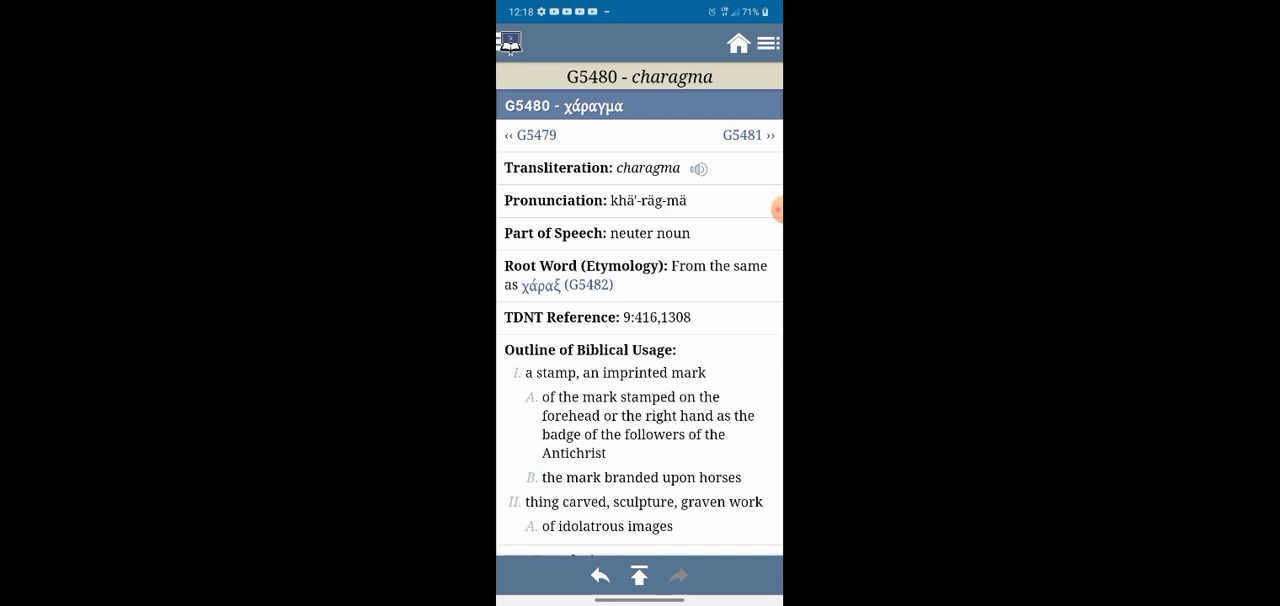 12:18 71%
G5480 - charagma
G5480 - χάραγμα
‹‹ G5479 G5481 ››
Transliteration: charagma
Pronunciation: khä'-räg-mä
Part of Speech: neuter noun
Root Word (Etymology): From the same
as χάραξ (G5482)
TDNT Reference: 9:416,1308
Outline of Biblical Usage:
I. a stamp, an imprinted mark
A. of the mark stamped on the
forehead or the right hand as the
badge of the followers of the
Antichrist
B. the mark branded upon horses
II. thing carved, sculpture, graven work
A. of idolatrous images